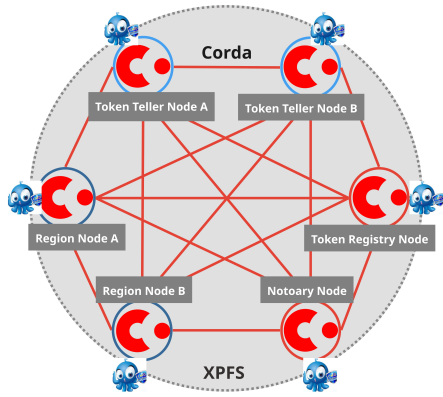 Corda
Token Teller Node A
Token Teller Node B
Region Node A
Token Registry Node
Region Node B
Notoary Node
XPFS